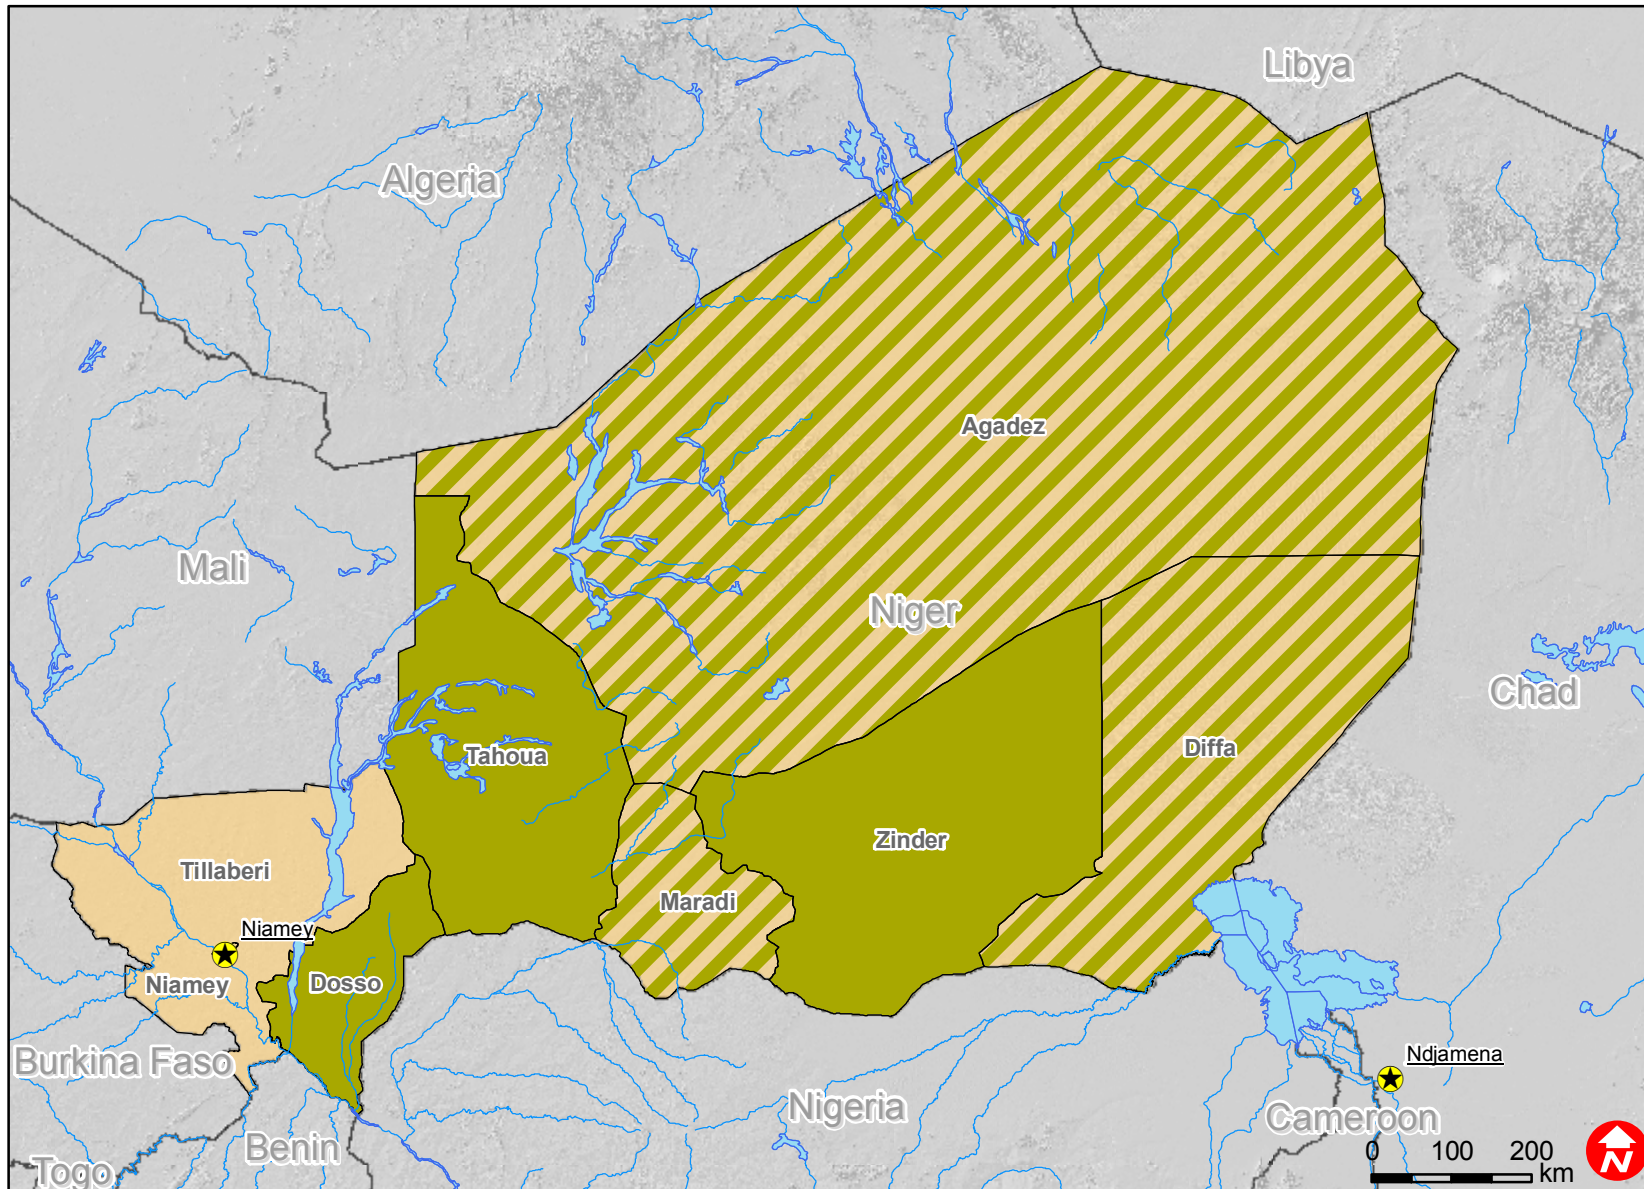 Libya
Algeria
Agadez
Mali
Niger
Chad
Diffa
Tahoua
Zinder
Tillaberi
Maradi
Niamey
Niamey
Dosso
Burkina Faso
Ndjamena
Nigeria
Cameroon
Benin
Togo
0 100 200
km
N